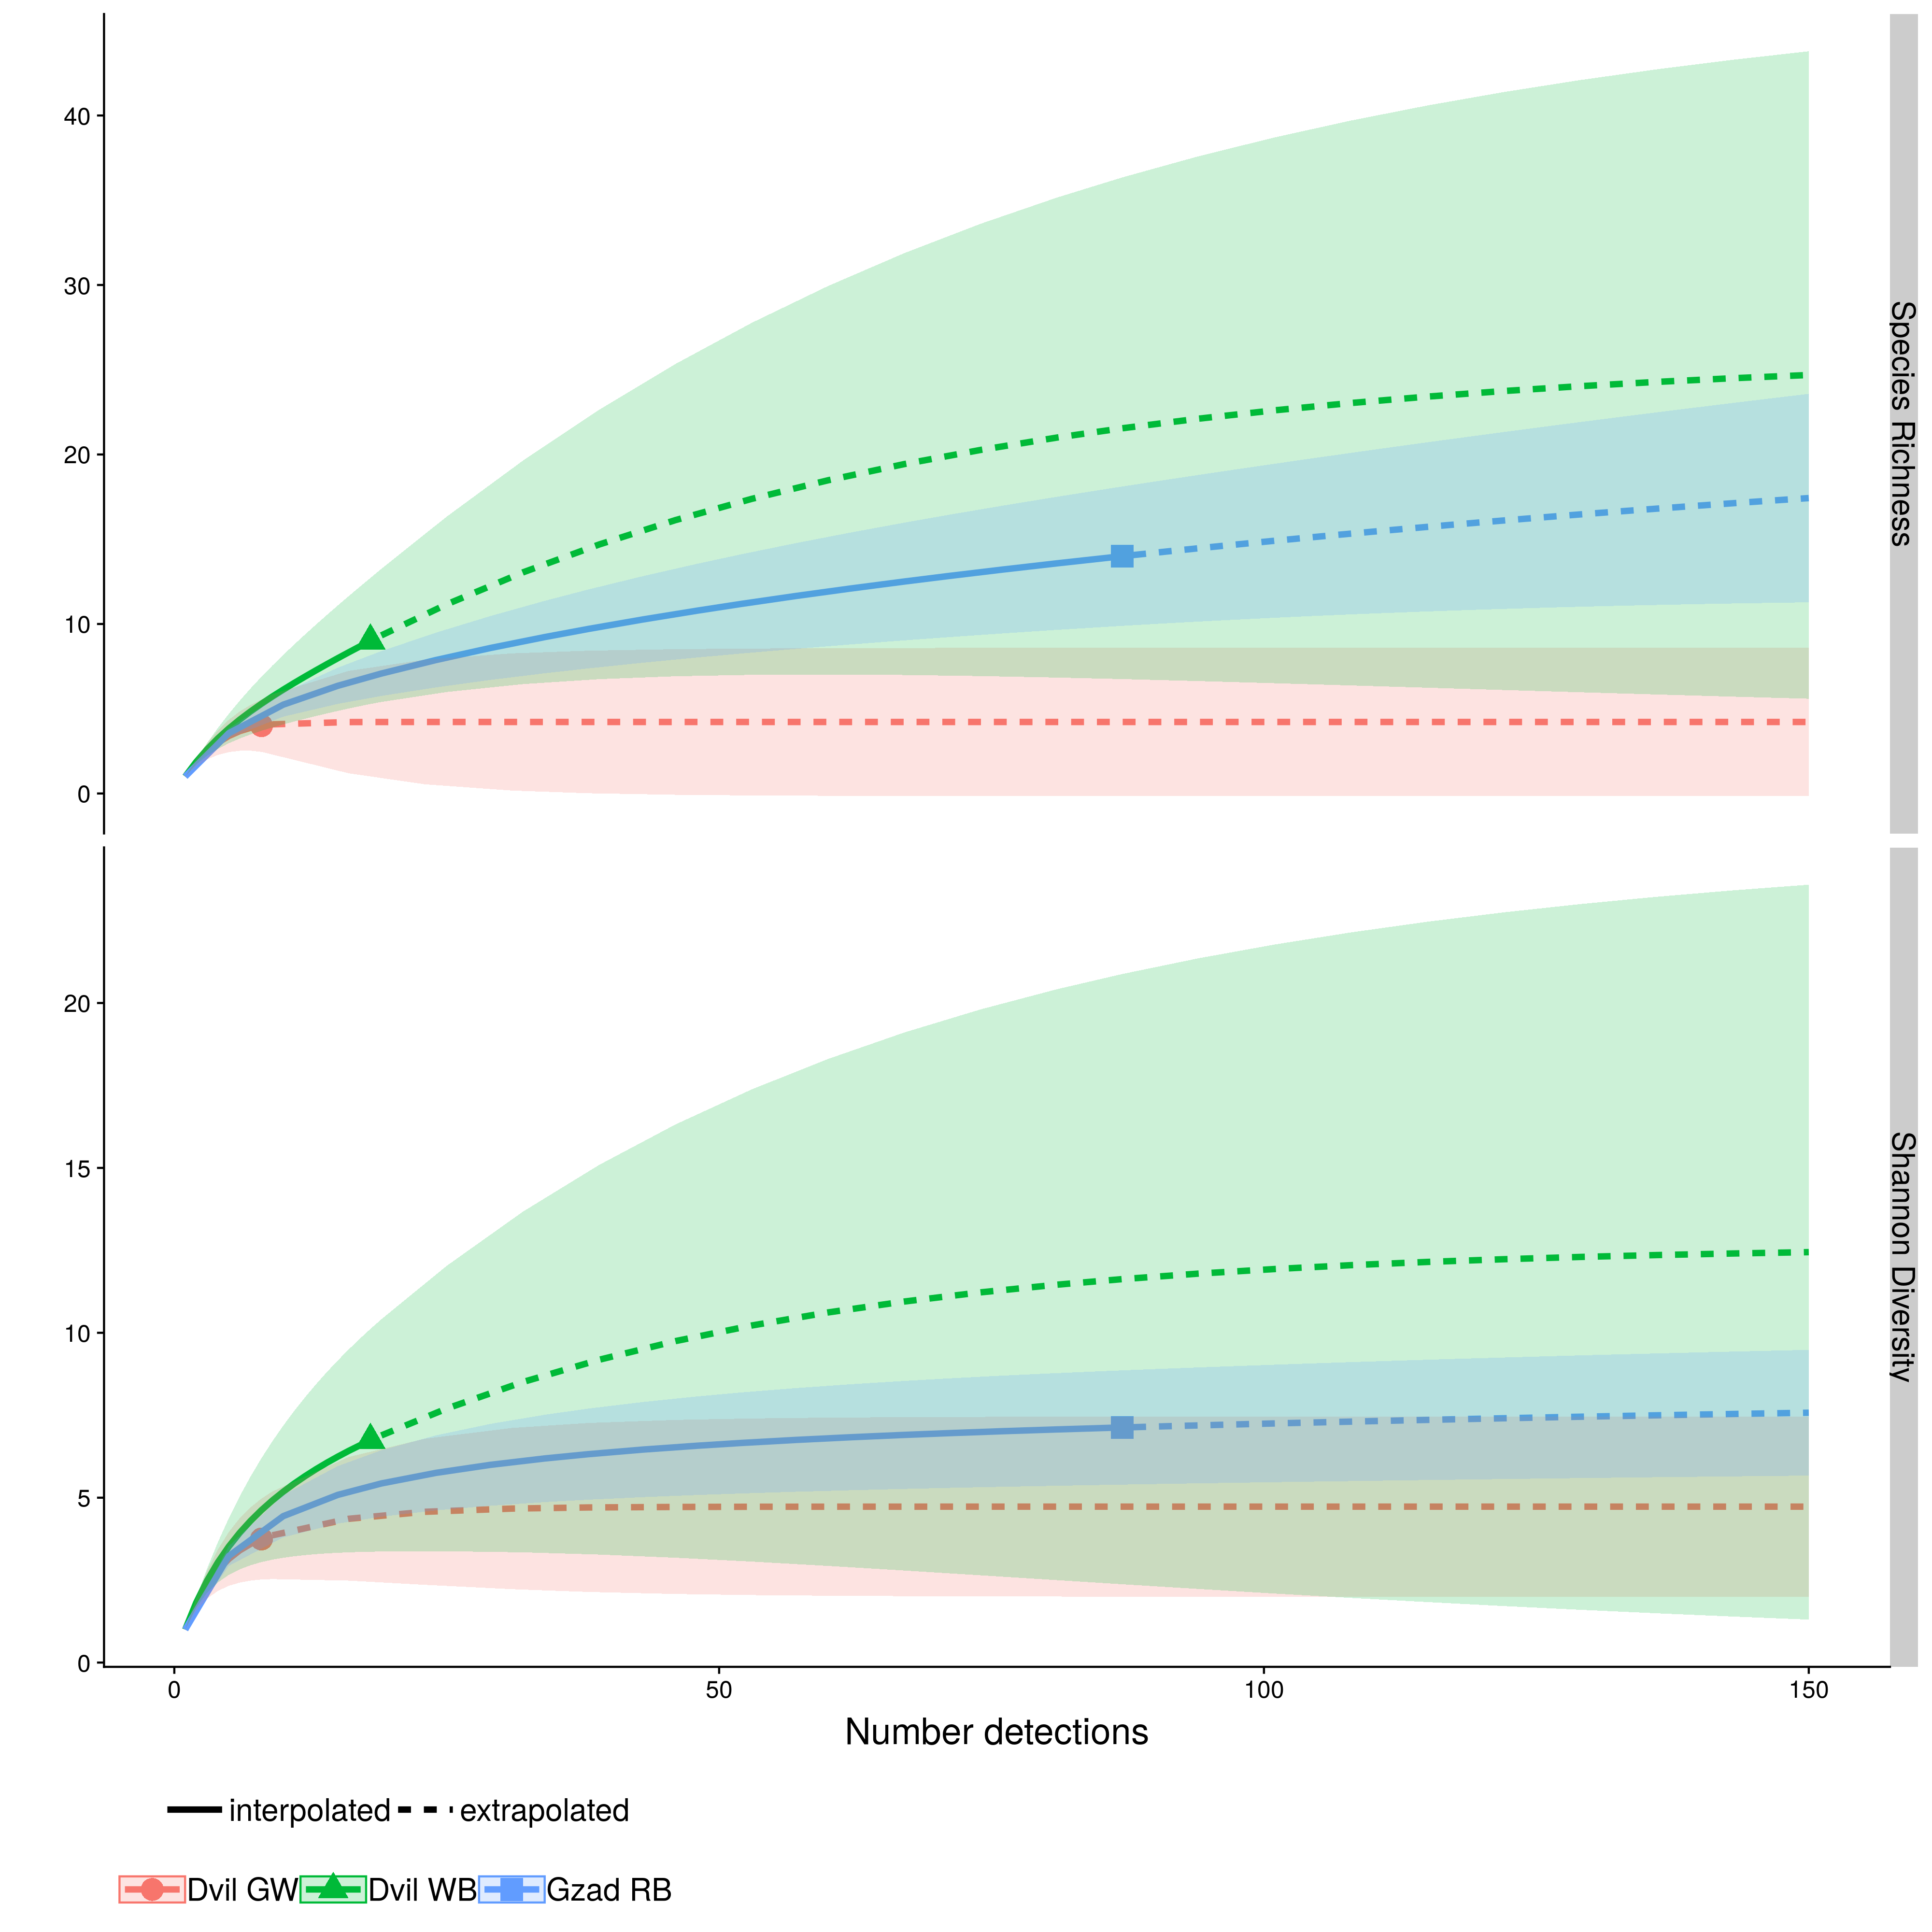 40
30
20
10
0
Species Richness
20
15
10
5
0
Shannon Diversity
0 50 100 150
Number detections
interpolated extrapolated
Dvil GW Dvil WB Gzad RB